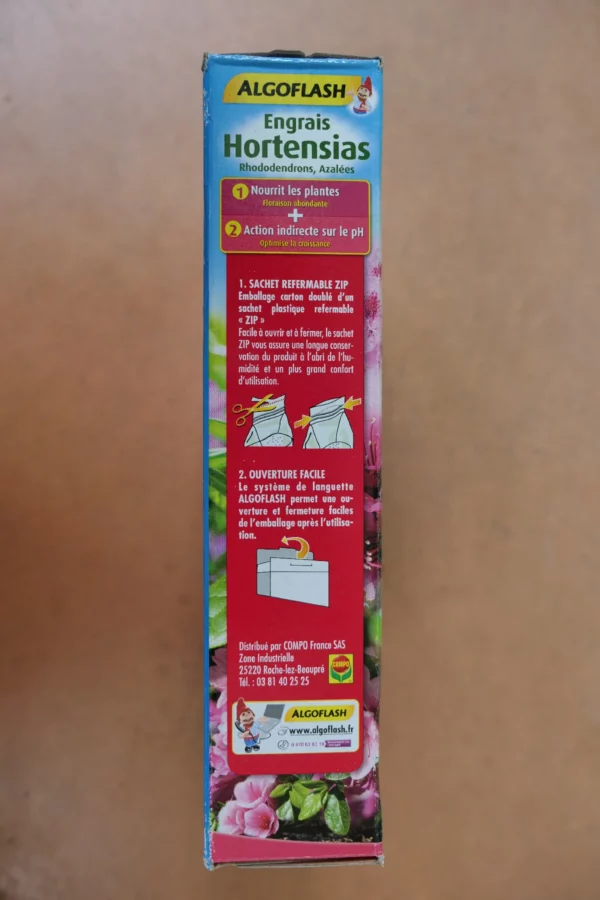 ALGOFLASH
Engrais
Hortensias
Rhododendrons, Azalées
1 Nourrit les plantes
Floraison abondante
+
2 Action indirecte sur le pH
Optimise la croissance
1. SACHET REFERMABLE ZIP
Emballage carton doublé d'un
sachet plastique refermable
« ZIP »
Facile à ouvrir et à fermer, le sachet
ZIP vous assure une longue conser-
vation du produit à l'abri de l'hu-
midité et un plus grand confort
d'utilisation.
2. OUVERTURE FACILE
Le système de languette
ALGOFLASH permet une ou-
verture et fermeture faciles
de l'emballage après l'utilisa-
tion.
Distribué par COMPO France SAS
Zone Industrielle
25220 Roche-lez-Beaupré
Tél. : 03 81 40 25 25
COMPO
ALGOFLASH
www.algoflash.fr